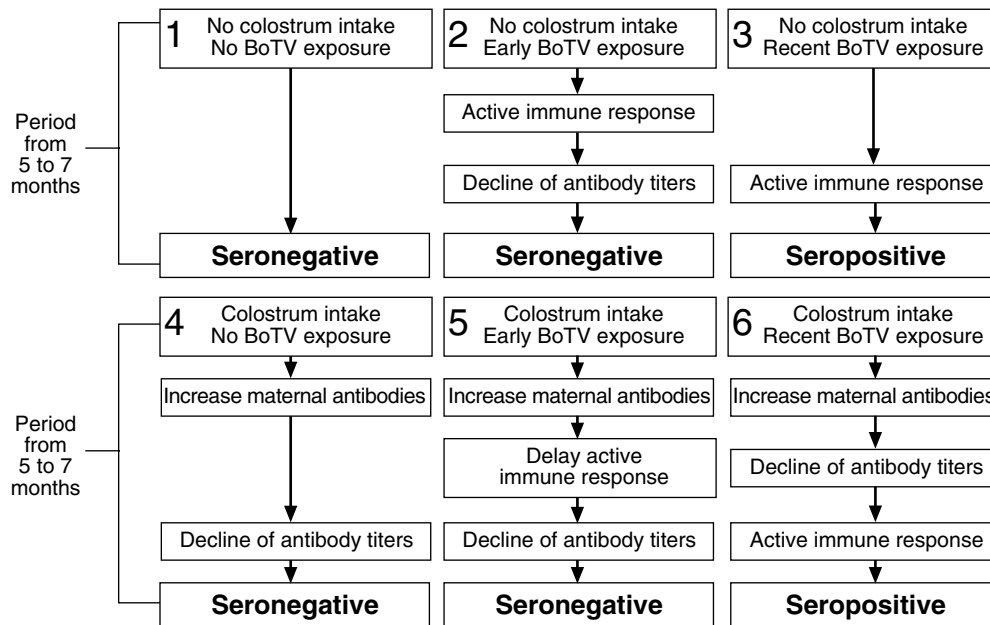 1
No colostrum intake
No BoTV exposure
2
No colostrum intake
Early BoTV exposure
3
No colostrum intake
Recent BoTV exposure
Period
from
5 to 7
months
Active immune response
Decline of antibody titers
Active immune response
Seronegative
Seronegative
Seropositive
4
Colostrum intake
No BoTV exposure
5
Colostrum intake
Early BoTV exposure
6
Colostrum intake
Recent BoTV exposure
Period
from
5 to 7
months
Increase maternal antibodies
Increase maternal antibodies
Increase maternal antibodies
Delay active
immune response
Decline of antibody titers
Decline of antibody titers
Decline of antibody titers
Active immune response
Seronegative
Seronegative
Seropositive